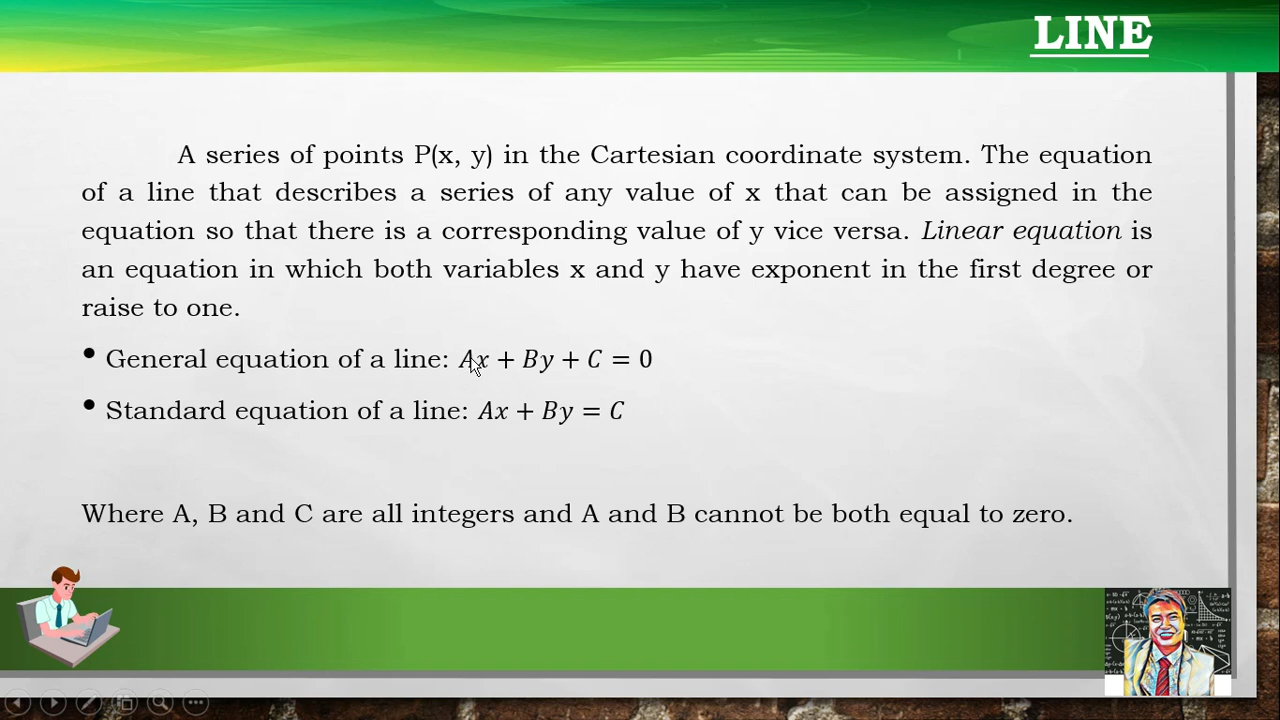 LINE
A series of points P(x, y) in the Cartesian coordinate system. The equation
of a line that describes a series of any value of x that can be assigned in the
equation so that there is a corresponding value of y vice versa. Linear equation is
an equation in which both variables x and y have exponent in the first degree or
raise to one.
• General equation of a line: Ax + By + C = 0
• Standard equation of a line: Ax + By = C
Where A, B and C are all integers and A and B cannot be both equal to zero.